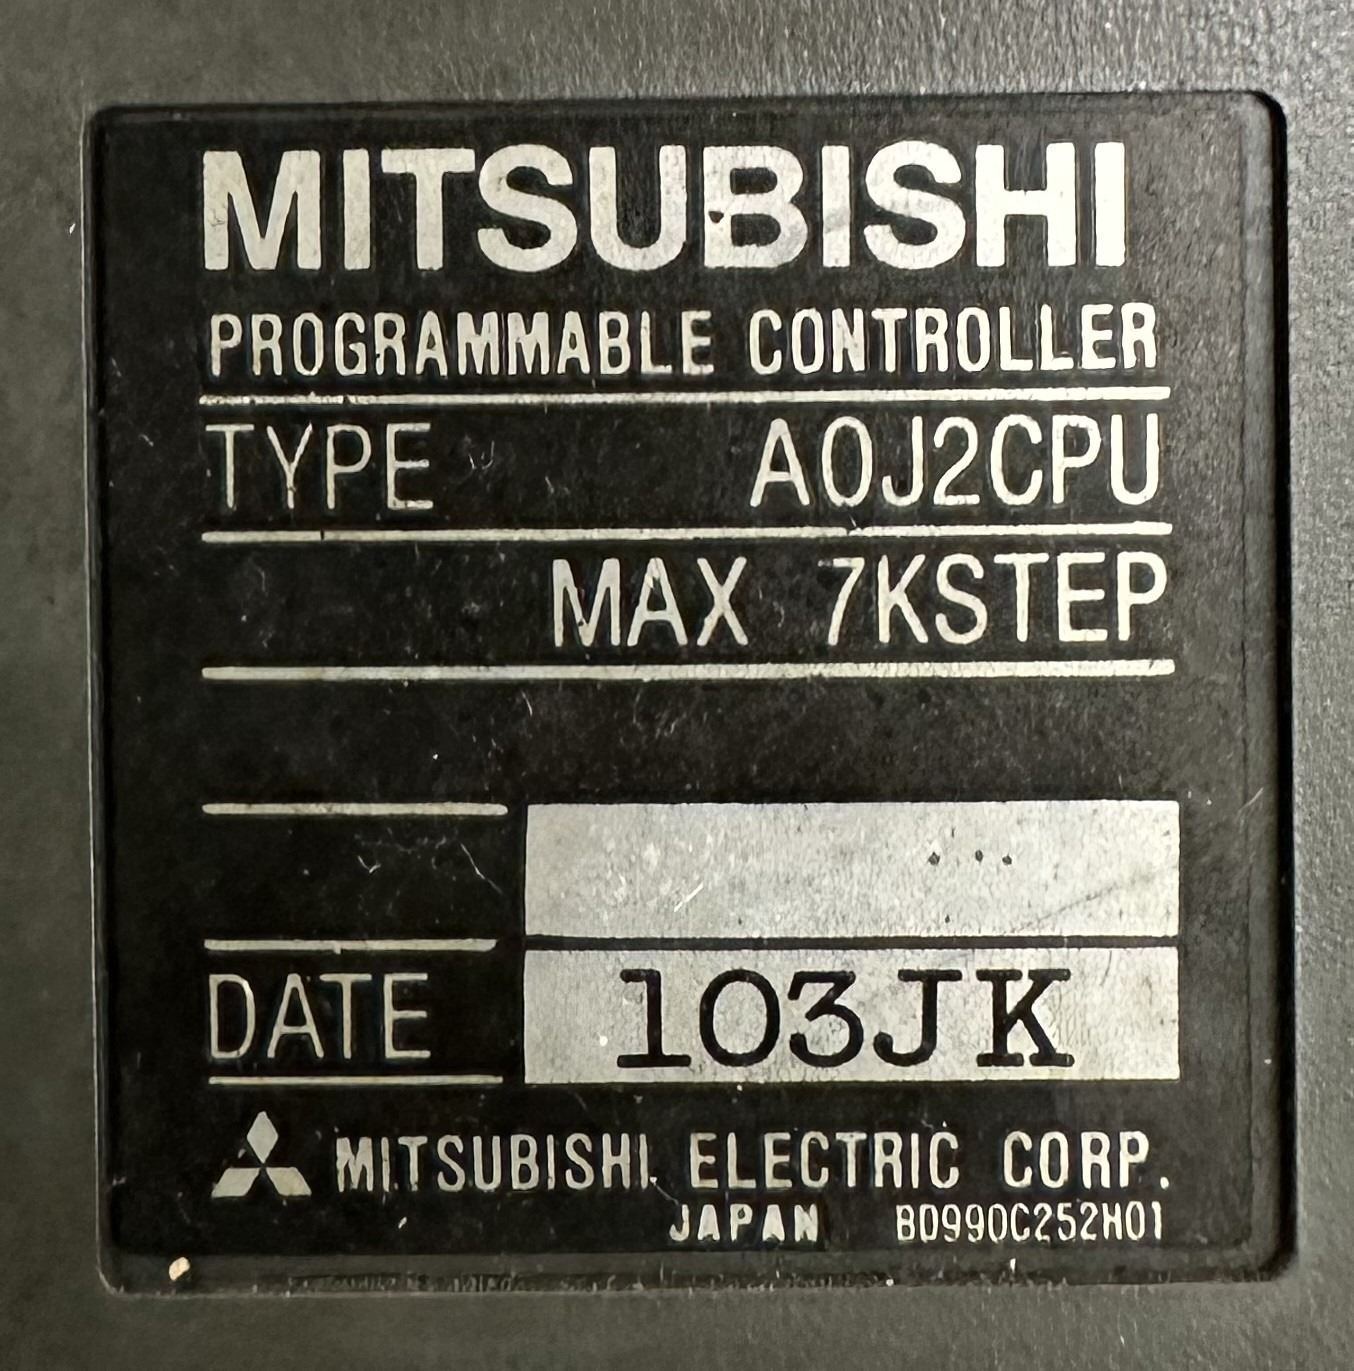 MITSUBISHI
PROGRAMMABLE CONTROLLER
TYPE A0J2CPU
MAX 7KSTEP
DATE 103JK
MITSUBISHI ELECTRIC CORP.
JAPAN BD990C252H01